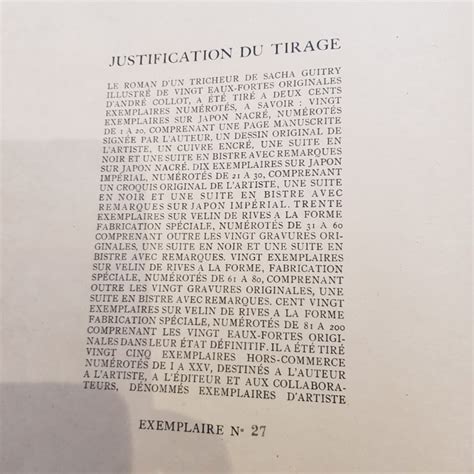 JUSTIFICATION DU TIRAGE
LE ROMAN D'UN TRICHEUR DE SACHA GUITRY
ILLUSTRÉ DE VINGT EAUX-FORTES ORIGINALES
D'ANDRÉ COLLOT, A ÉTÉ TIRÉ A DEUX CENTS
EXEMPLAIRES NUMÉROTÉS, A SAVOIR : VINGT
EXEMPLAIRES SUR JAPON NACRÉ, NUMÉROTÉS
DE 1 A 20, COMPRENANT UNE PAGE MANUSCRITE
SIGNÉE PAR L'AUTEUR, UN DESSIN ORIGINAL DE
L'ARTISTE, UN CUIVRE ENCRÉ, UNE SUITE EN
NOIR ET UNE SUITE EN BISTRE AVEC REMARQUES
SUR JAPON NACRÉ. DIX EXEMPLAIRES SUR JAPON
IMPÉRIAL, NUMÉROTÉS DE 21 A 30, COMPRENANT
UN CROQUIS ORIGINAL DE L'ARTISTE, UNE SUITE
EN NOIR ET UNE SUITE EN BISTRE AVEC
REMARQUES SUR JAPON IMPÉRIAL. TRENTE
EXEMPLAIRES SUR VELIN DE RIVES A LA FORME
FABRICATION SPÉCIALE, NUMÉROTÉS DE 31 A 60
COMPRENANT OUTRE LES VINGT GRAVURES ORIGI-
NALES, UNE SUITE EN NOIR ET UNE SUITE EN
BISTRE AVEC REMARQUES. VINGT EXEMPLAIRES
SUR VELIN DE RIVES A LA FORME, FABRICATION
SPÉCIALE, NUMÉROTÉS DE 61 A 80, COMPRENANT
OUTRE LES VINGT GRAVURES ORIGINALES, UNE
SUITE EN BISTRE AVEC REMARQUES. CENT VINGT
EXEMPLAIRES SUR VELIN DE RIVES A LA FORME
FABRICATION SPÉCIALE, NUMÉROTÉS DE 81 A 200
COMPRENANT LES VINGT EAUX-FORTES ORIGI-
NALES DANS LEUR ÉTAT DÉFINITIF. IL A ÉTÉ TIRÉ
VINGT CINQ EXEMPLAIRES HORS-COMMERCE
NUMÉROTÉS DE I A XXV, DESTINÉS A L'AUTEUR
A L'ARTISTE, A L'ÉDITEUR ET AUX COLLABORA-
TEURS, DÉNOMMÉS EXEMPLAIRES D'ARTISTE
EXEMPLAIRE N° 27